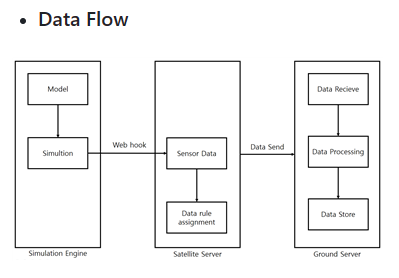 Data Flow
Model
Simultion
Simulation Engine
Web hook
Sensor Data
Data rule
assignment
Satellite Server
Data Send
Data Recieve
Data Processing
Data Store
Ground Server